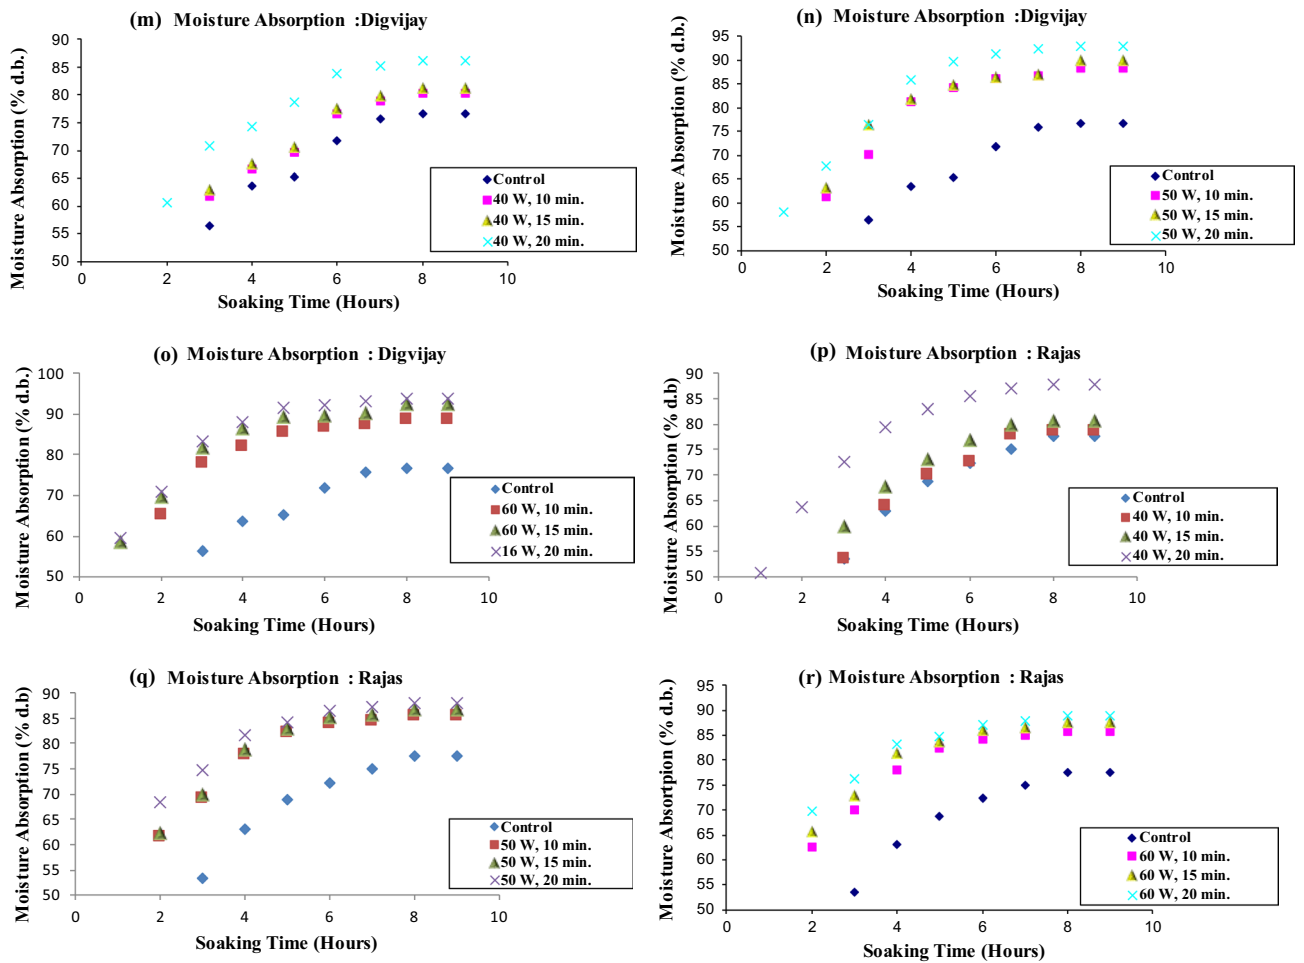 (m) Moisture Absorption :Digvijay
Moisture Absorption (% d.b.)
90
85
80
75
70
65
60
55
50
0 2 4 6 8 10
Soaking Time (Hours)
Control
40 W, 10 min.
40 W, 15 min.
40 W, 20 min.
(n) Moisture Absorption :Digvijay
Moisture Absorption (% d.b.)
95
90
85
80
75
70
65
60
55
50
0 2 4 6 8 10
Soaking Time (Hours)
Control
50 W, 10 min.
50 W, 15 min.
50 W, 20 min.
(o) Moisture Absorption : Digvijay
Moisture Absorption (% d.b.)
100
90
80
70
60
50
0 2 4 6 8 10
Soaking Time (Hours)
Control
60 W, 10 min.
60 W, 15 min.
16 W, 20 min.
(p) Moisture Absorption : Rajas
Moisture Absorption (% d.b)
90
85
80
75
70
65
60
55
50
0 2 4 6 8 10
Soaking Time (Hours)
Control
40 W, 10 min.
40 W, 15 min.
40 W, 20 min.
(q) Moisture Absorption : Rajas
Moisture Absorption (% d.b)
90
85
80
75
70
65
60
55
50
0 2 4 6 8 10
Soaking Time (Hours)
Control
50 W, 10 min.
50 W, 15 min.
50 W, 20 min.
(r) Moisture Absorption : Rajas
Moisture Absortpion (% d.b.)
95
90
85
80
75
70
65
60
55
50
0 2 4 6 8 10
Soaking Time (Hours)
Control
60 W, 10 min.
60 W, 15 min.
60 W, 20 min.